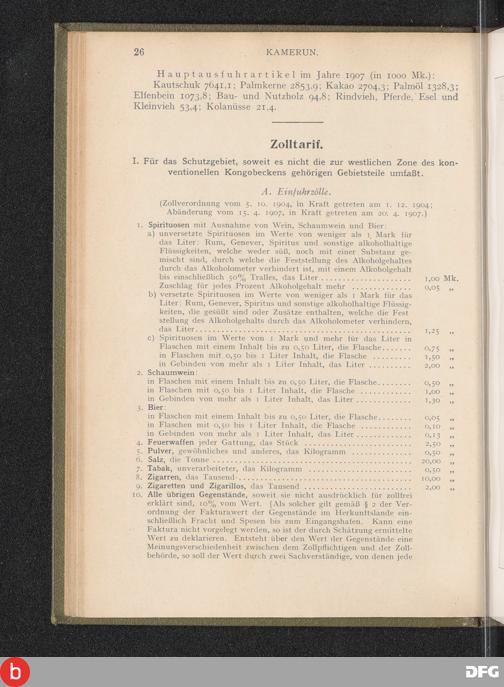 26 KAMERUN.
Hauptausfuhrartikel im Jahre 1907 (in 1000 Mk.):
Kautschuk 7641,1; Palmkerne 2853,9; Kakao 2704,3; Palmöl 1328,3;
Elfenbein 1073,8; Bau- und Nutzholz 94,8; Rindvieh, Pferde, Esel und
Kleinvieh 53,4; Kolanüsse 21,4.
Zolltarif.
I. Für das Schutzgebiet, soweit es nicht die zur westlichen Zone des kon-
ventionellen Kongobeckens gehörigen Gebietsteile umfaßt.
A. Einfuhrzölle.
(Zollverordnung vom 5. 10. 1904, in Kraft getreten am 1. 12. 1904;
Abänderung vom 15. 4. 1907, in Kraft getreten am 20. 4. 1907.)
1. Spirituosen mit Ausnahme von Wein, Schaumwein und Bier:
a) unversetzte Spirituosen im Werte von weniger als 1 Mark für
das Liter: Rum, Genever, Spiritus und sonstige alkoholhaltige
Flüssigkeiten, welche weder süß, noch mit einer Substanz ge-
mischt sind, durch welche die Feststellung des Alkoholgehaltes
durch das Alkoholometer verhindert ist, mit einem Alkoholgehalt
bis einschließlich 50% Tralles, das Liter .................... 1,00 Mk.
Zuschlag für jedes Prozent Alkoholgehalt mehr ............ 0,05 „
b) versetzte Spirituosen im Werte von weniger als 1 Mark für das
Liter: Rum, Genever, Spiritus und sonstige alkoholhaltige Flüssig-
keiten, die gesüßt sind oder Zusätze enthalten, welche die Fest
stellung des Alkoholgehalts durch das Alkoholometer verhindern,
das Liter .................... 1,25 „
c) Spirituosen im Werte von 1 Mark und mehr für das Liter in
Flaschen mit einem Inhalt bis zu 0,50 Liter, die Flasche ....... 0,75 „
in Flaschen mit 0,50 bis 1 Liter Inhalt, die Flasche ......... 1,50 „
in Gebinden von mehr als 1 Liter Inhalt, das Liter .......... 2,00 „
2. Schaumwein:
in Flaschen mit einem Inhalt bis zu 0,50 Liter, die Flasche ........ 0,50 „
in Flaschen mit 0,50 bis 1 Liter Inhalt, die Flasche ............ 1,00 „
in Gebinden von mehr als 1 Liter Inhalt, das Liter ............. 1,30 „
3. Bier:
in Flaschen mit einem Inhalt bis zu 0,50 Liter, die Flasche ........ 0,05 „
in Flaschen mit 0,50 bis 1 Liter Inhalt, die Flasche ............ 0,10 „
in Gebinden von mehr als 1 Liter Inhalt, das Liter ............. 0,13 „
4. Feuerwaffen jeder Gattung, das Stück .................... 2,50 „
5. Pulver, gewöhnliches und anderes, das Kilogramm ............. 0,50 „
6. Salz, die Tonne .................... 20,00 „
7. Tabak, unverarbeiteter, das Kilogramm .................... 0,50 „
8. Zigarren, das Tausend .................... 10,00 „
9. Zigaretten und Zigarillos, das Tausend .................... 2,00 „
10. Alle übrigen Gegenstände, soweit sie nicht ausdrücklich für zollfrei
erklärt sind, 10% vom Wert. [Als solcher gilt gemäß § 2 der Ver-
ordnung der Fakturawert der Gegenstände im Herkunftslande ein-
schließlich Fracht und Spesen bis zum Eingangshafen. Kann eine
Faktura nicht vorgelegt werden, so ist der durch Schätzung ermittelte
Wert zu deklarieren. Entsteht über den Wert der Gegenstände eine
Meinungsverschiedenheit zwischen dem Zollpflichtigen und der Zoll-
behörde, so soll der Wert durch zwei Sachverständige, von denen jede
b DFG